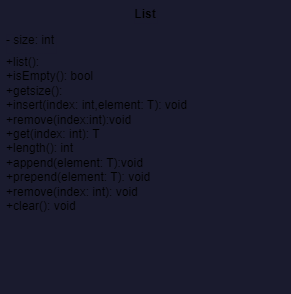 List
- size: int
+list():
+isEmpty(): bool
+getsize():
+insert(index: int,element: T): void
+remove(index:int):void
+get(index: int): T
+length(): int
+append(element: T):void
+prepend(element: T): void
+remove(index: int): void
+clear(): void